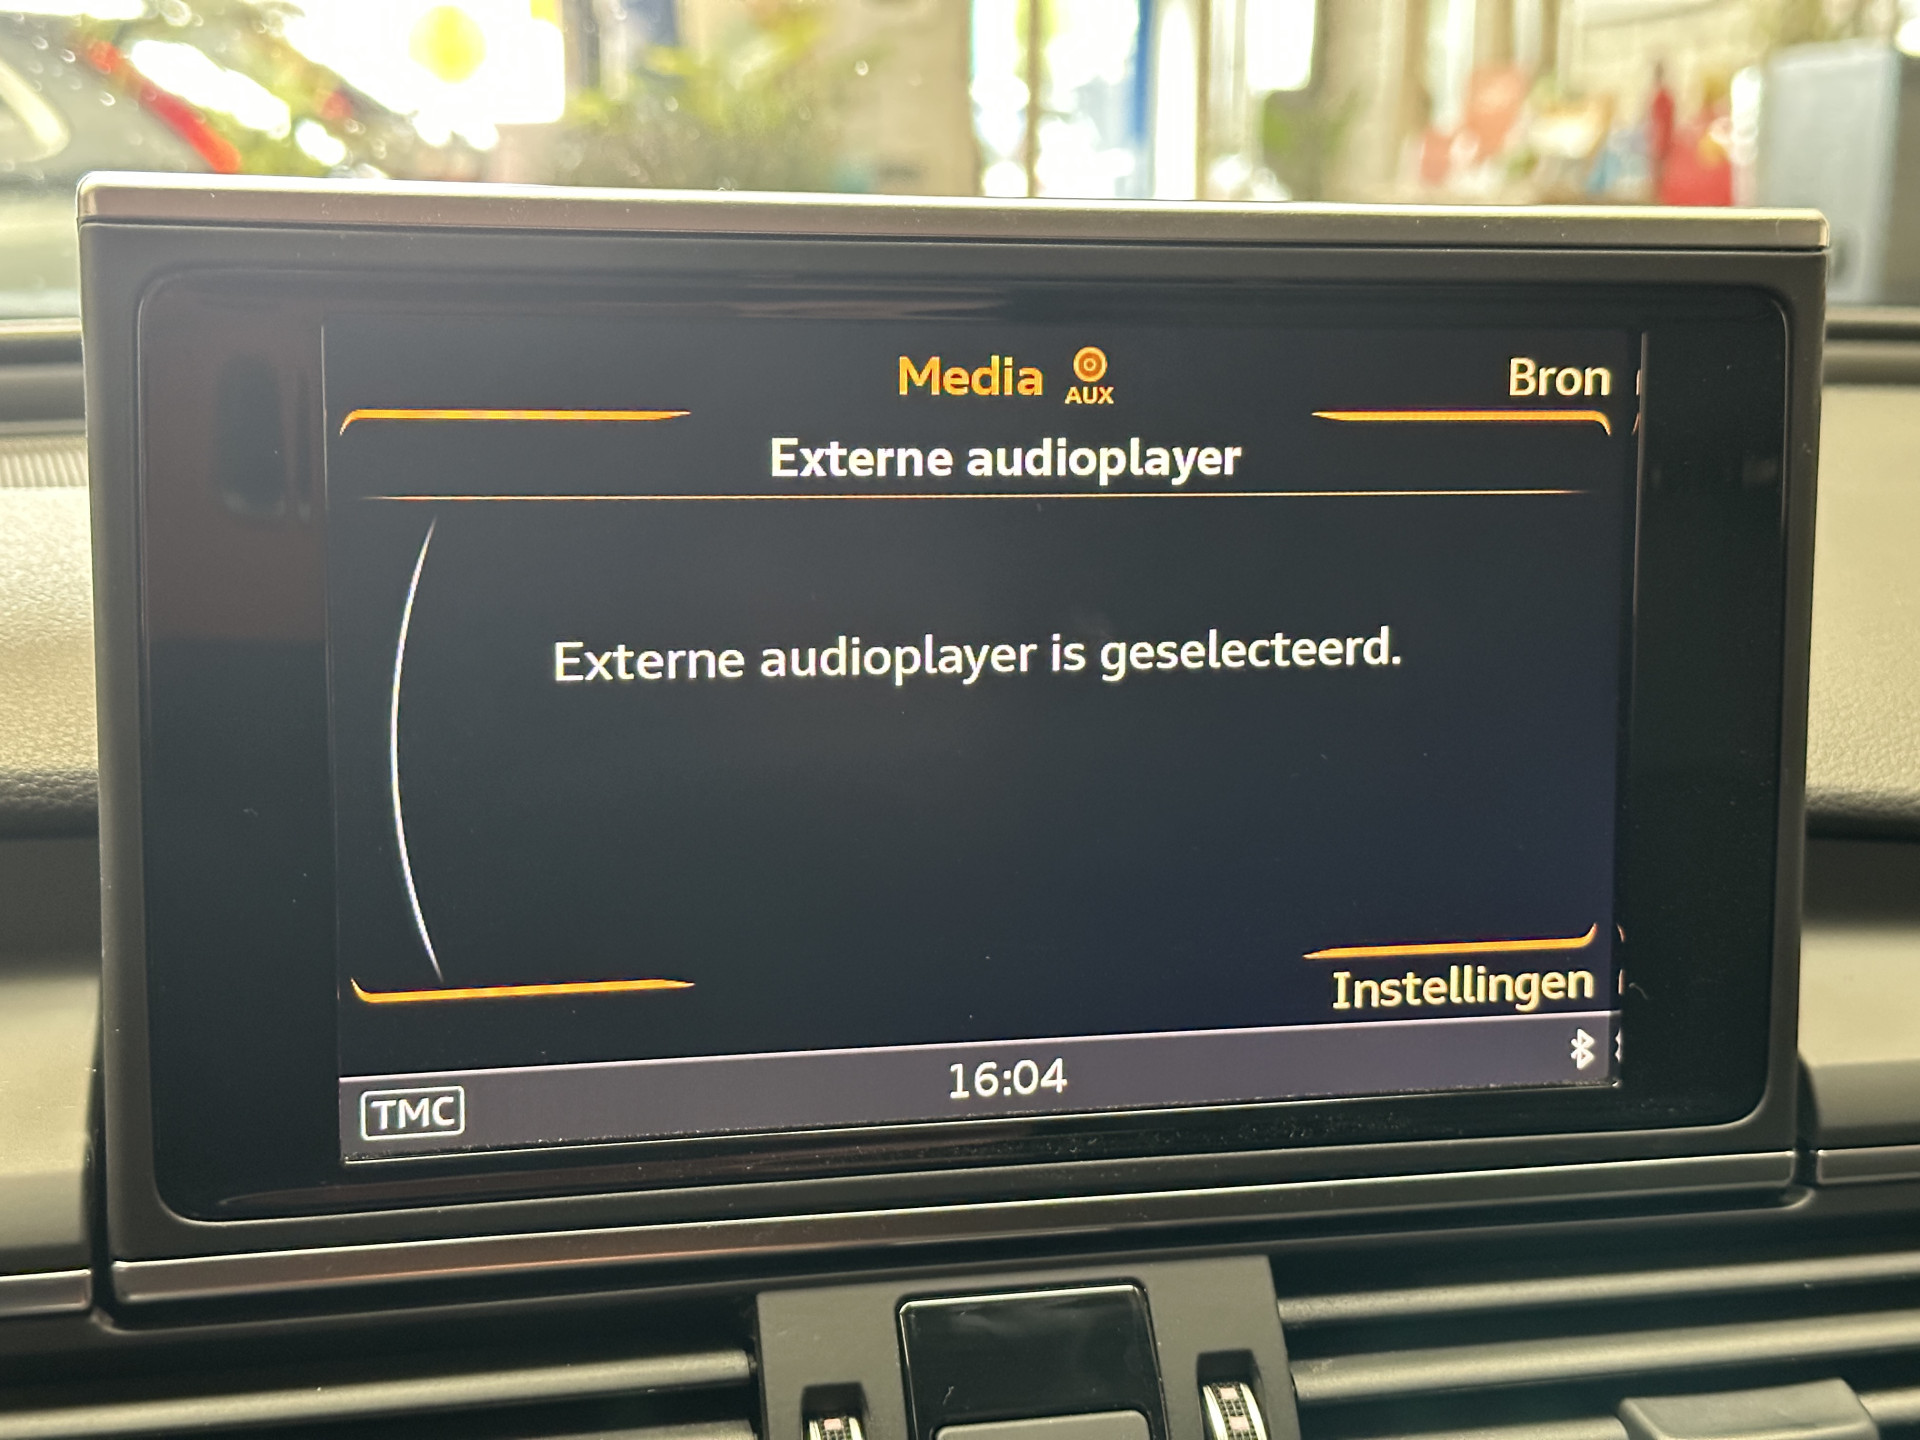 Media AUX
Bron
Externe audioplayer
Externe audioplayer is geselecteerd.
Instellingen
TMC
16:04